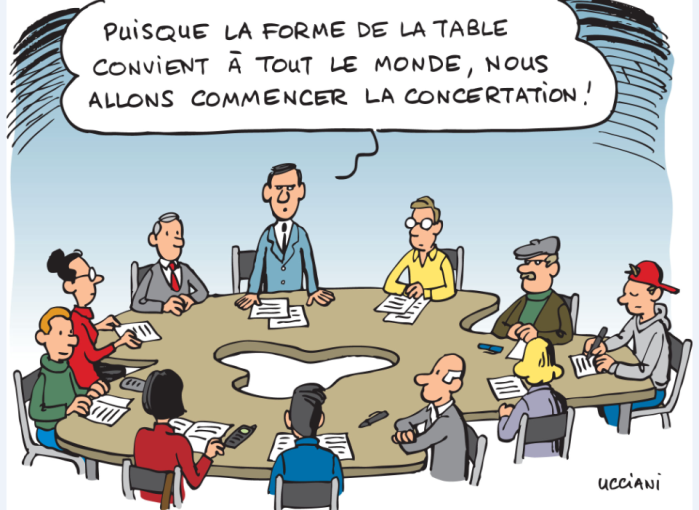 PUISQUE LA FORME DE LA TABLE
CONVIENT À TOUT LE MONDE, NOUS
ALLONS COMMENCER LA CONCERTATION!
UCCIANI